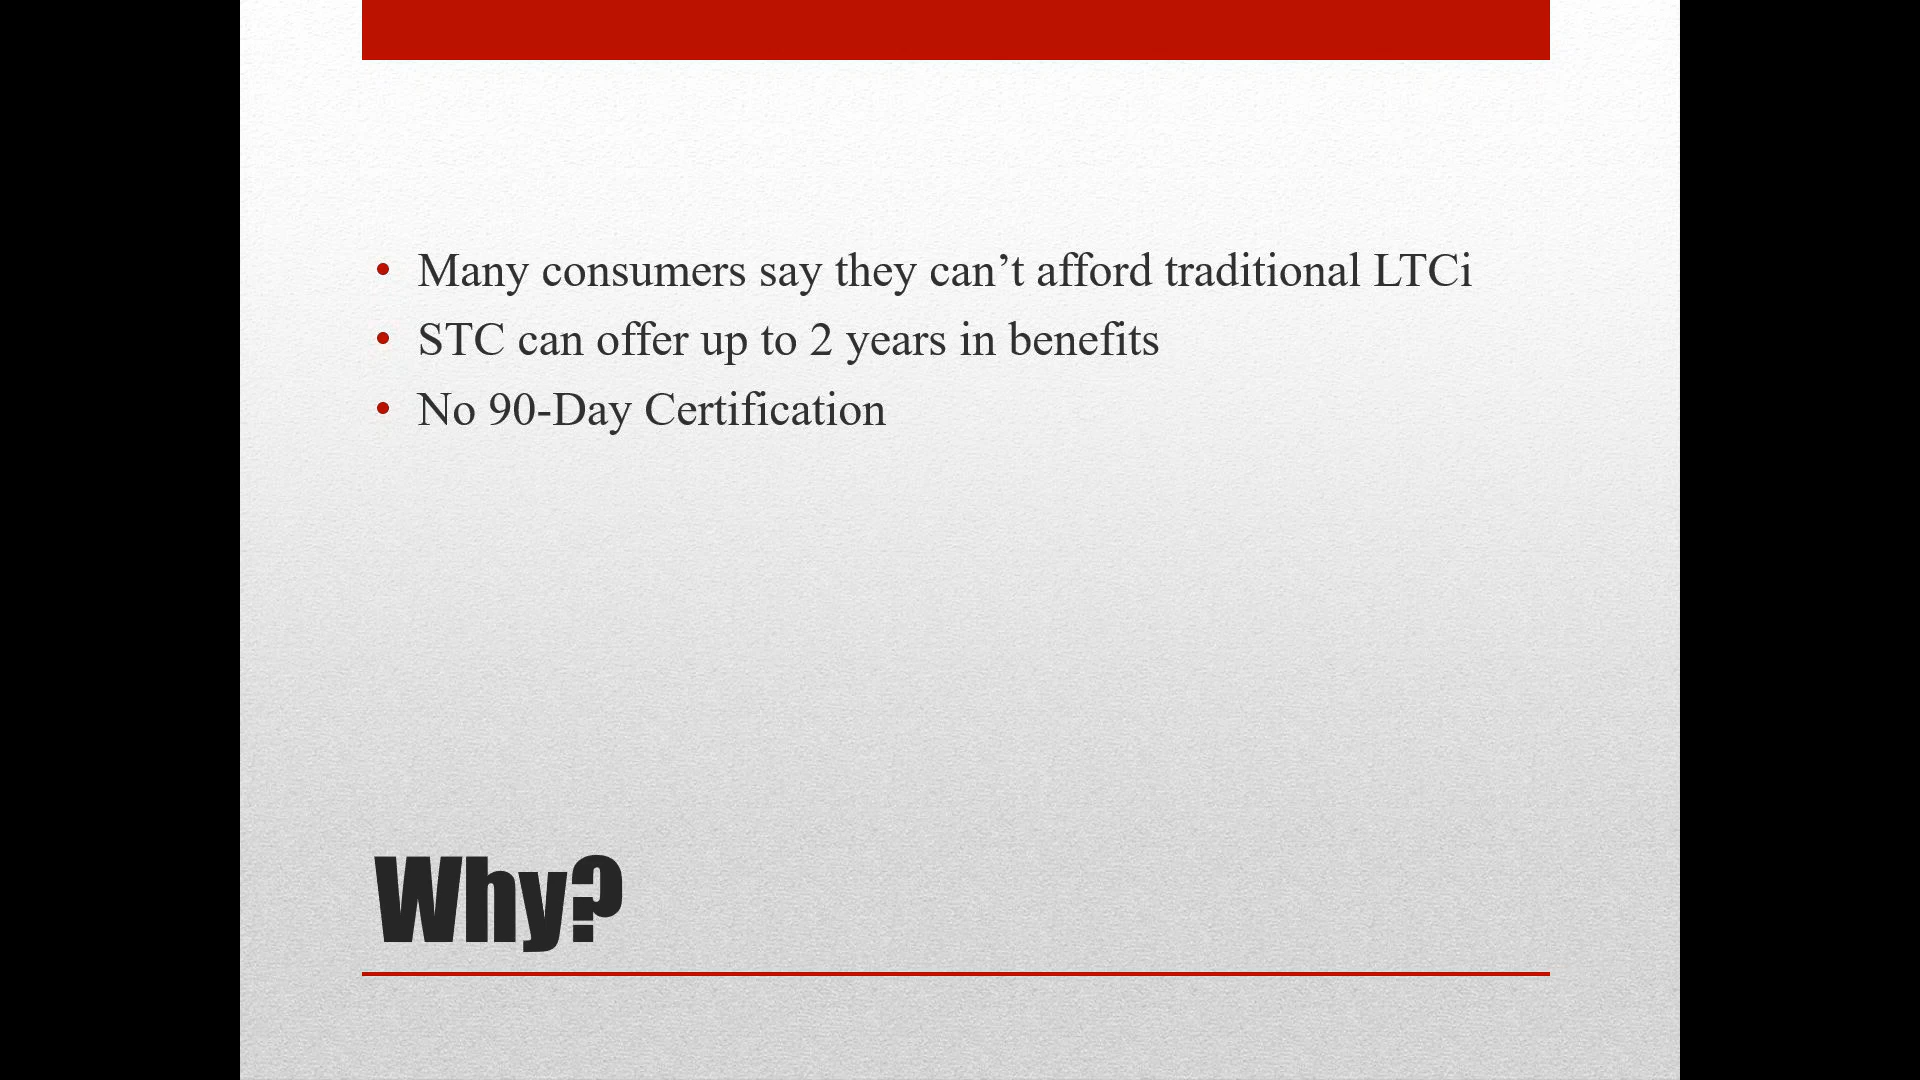 • Many consumers say they can’t afford traditional LTCi
• STC can offer up to 2 years in benefits
• No 90-Day Certification
Why?